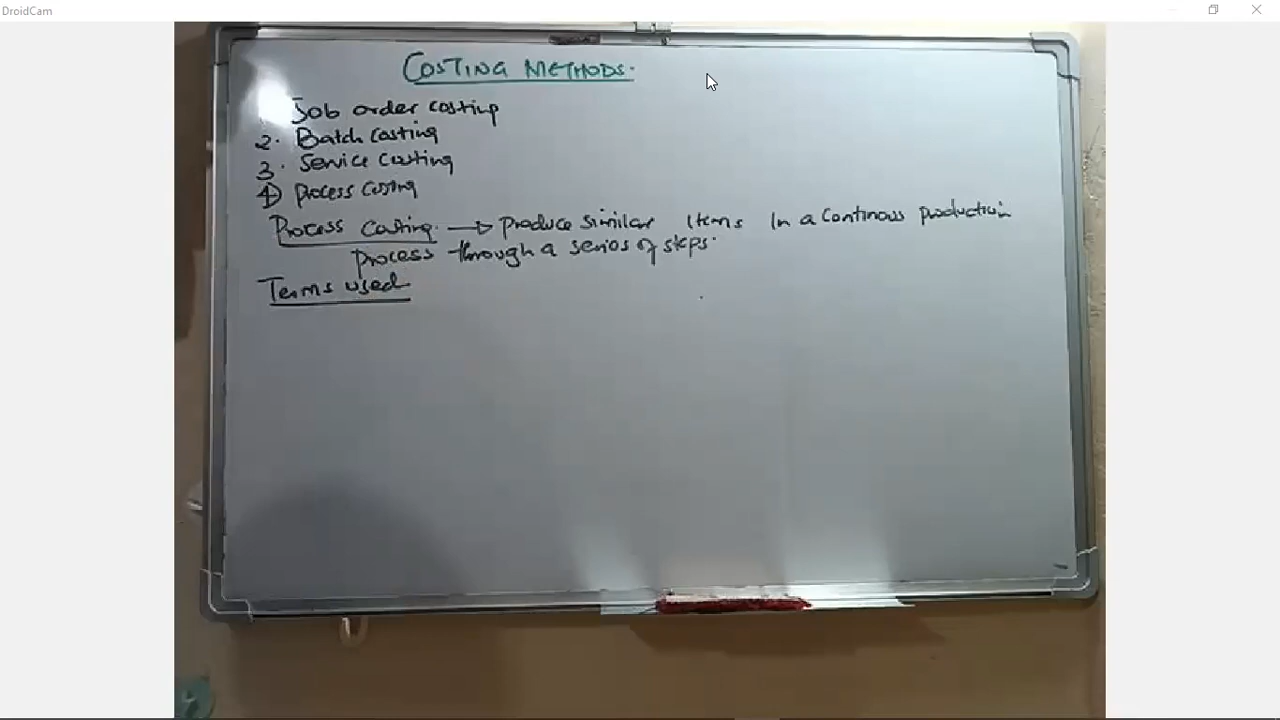 DroidCam
COSTING METHODS.
Job order costing
2. Batch costing
3. Service costing
4) Process costing
Process costing → Produce similar items in a continous production
process through a series of steps.
Terms used